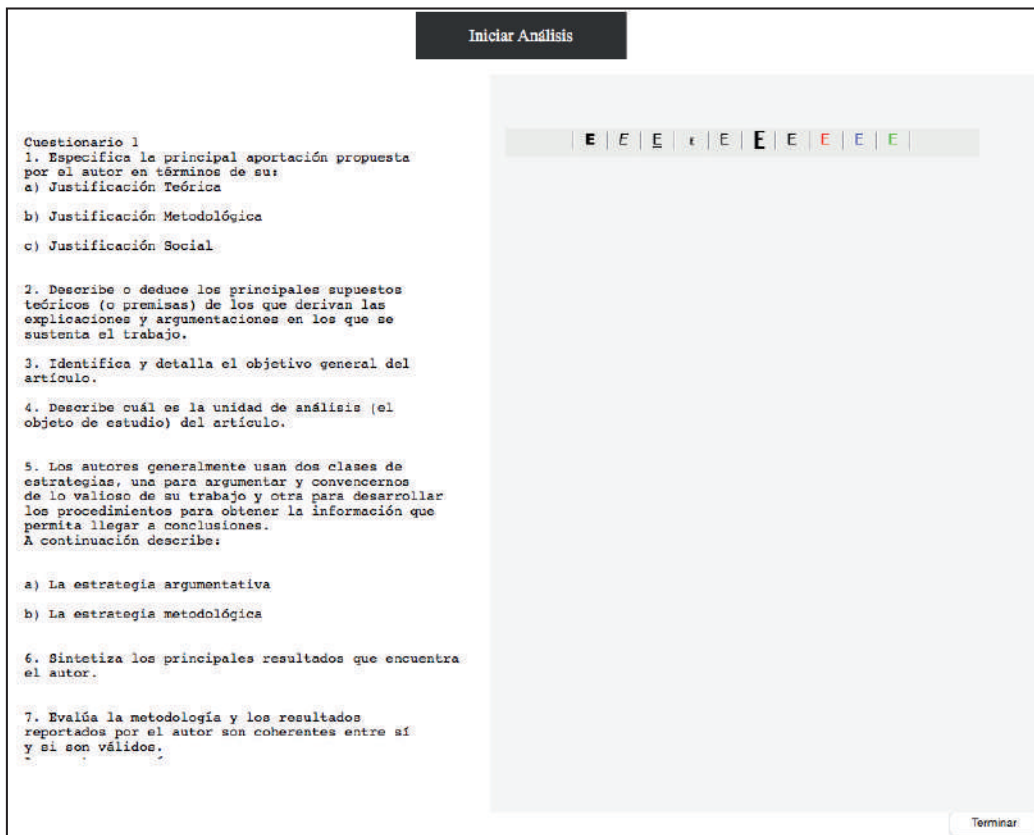 Iniciar Análisis
Cuestionario 1
1. Especifica la principal aportación propuesta
por el autor en términos de su:
a) Justificación Teórica
b) Justificación Metodológica
c) Justificación Social
2. Describe o deduce los principales supuestos
teóricos (o premisas) de los que derivan las
explicaciones y argumentaciones en los que se
sustenta el trabajo.
3. Identifica y detalla el objetivo general del
artículo.
4. Describe cuál es la unidad de análisis (el
objeto de estudio) del artículo.
5. Los autores generalmente usan dos clases de
estrategias, una para argumentar y convencernos
de lo valioso de su trabajo y otra para desarrollar
los procedimientos para obtener la información que
permita llegar a conclusiones.
A continuación describe:
a) La estrategia argumentativa
b) La estrategia metodológica
6. Sintetiza los principales resultados que encuentra
el autor.
7. Evalúa la metodología y los resultados
reportados por el autor son coherentes entre sí
y si son válidos.
E | E | E | E | E | E | E | E | E | E
Terminar